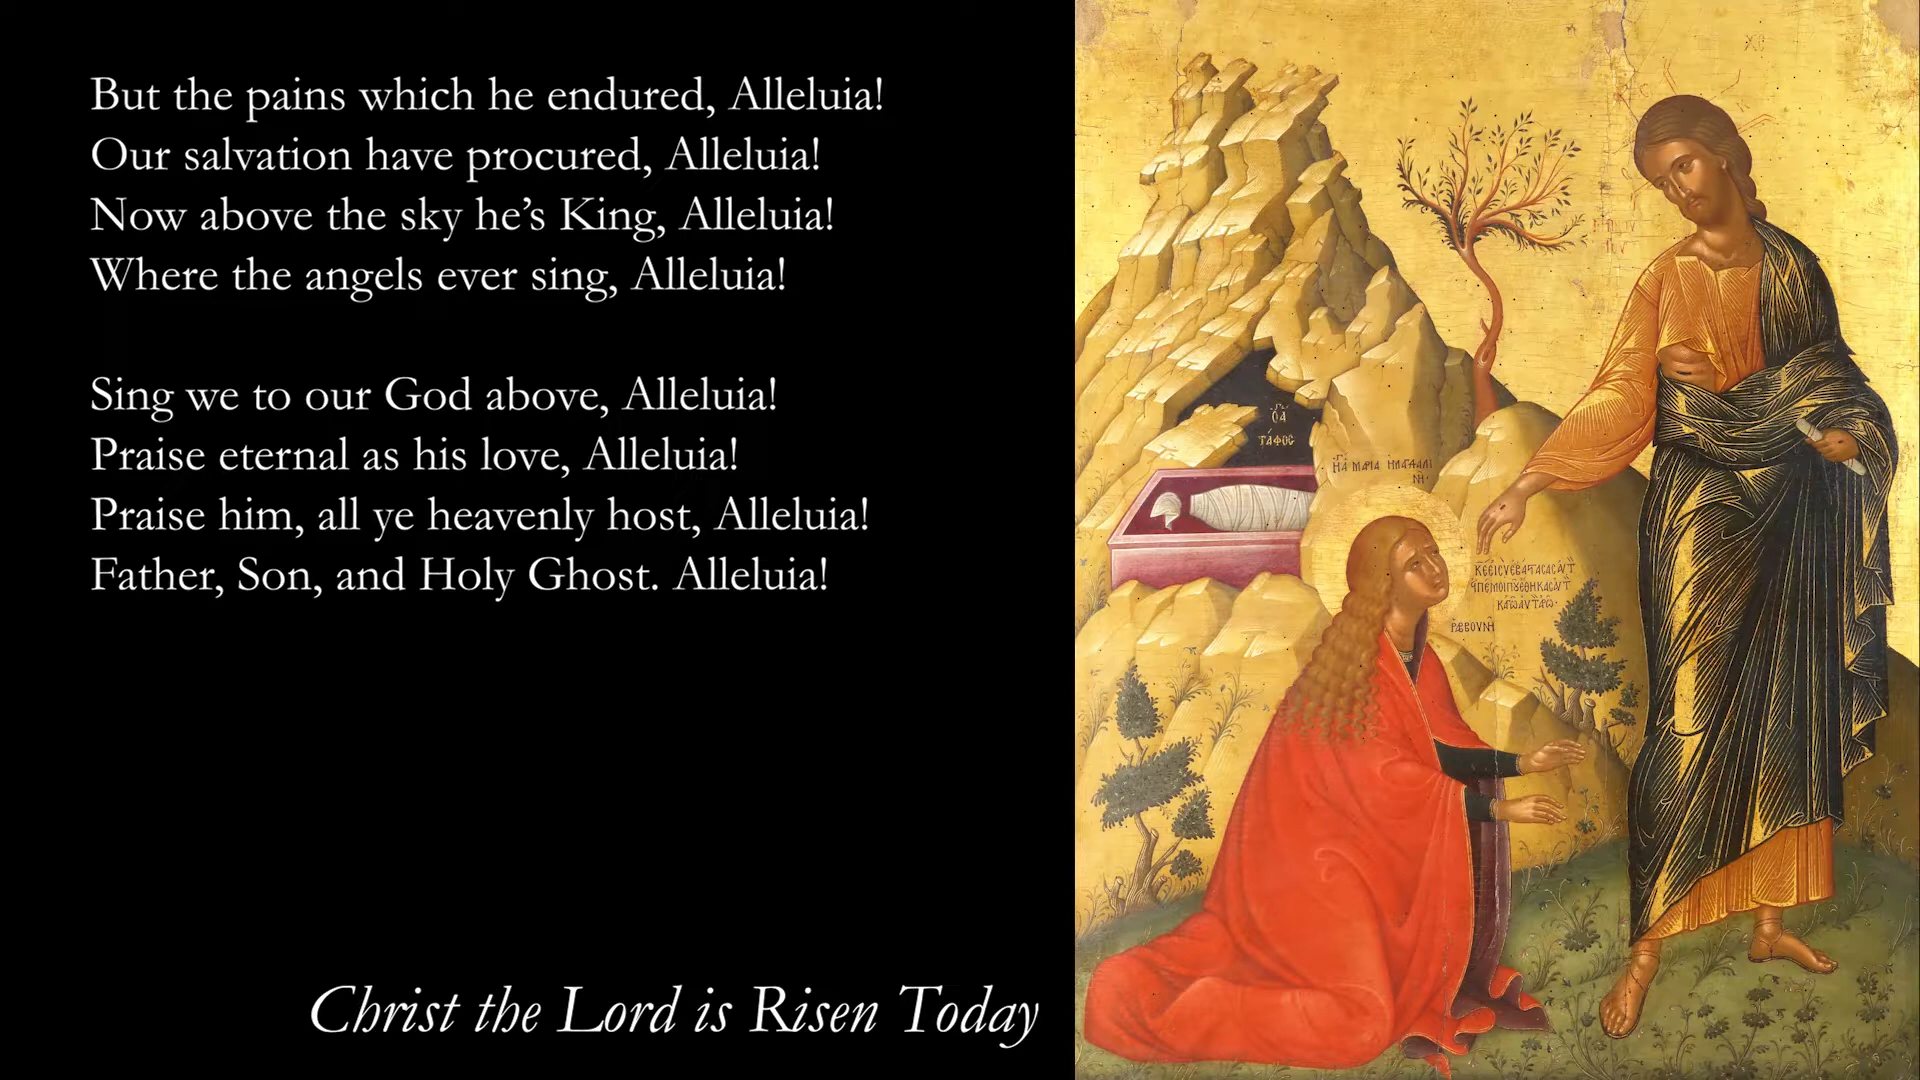 But the pains which he endured, Alleluia!
Our salvation have procured, Alleluia!
Now above the sky he’s King, Alleluia!
Where the angels ever sing, Alleluia!
Sing we to our God above, Alleluia!
Praise eternal as his love, Alleluia!
Praise him, all ye heavenly host, Alleluia!
Father, Son, and Holy Ghost. Alleluia!
Christ the Lord is Risen Today
ΤΆΦΟC
ΜΑΡΙΑ
ΡΑΒΒΟΥΝῚ